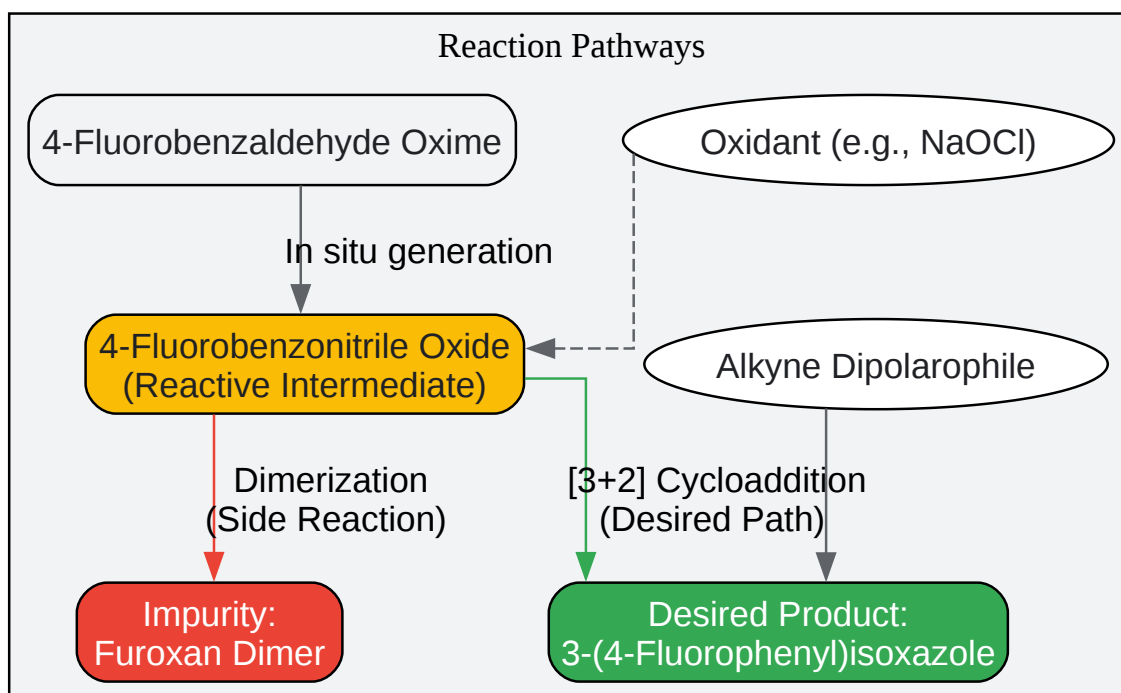 Reaction Pathways
4-Fluorobenzaldehyde Oxime
Oxidant (e.g., NaOCl)
In situ generation
4-Fluorobenzonitrile Oxide
(Reactive Intermediate)
Alkyne Dipolarophile
Dimerization
(Side Reaction)
[3+2] Cycloaddition
(Desired Path)
Impurity:
Furoxan Dimer
Desired Product:
3-(4-Fluorophenyl)isoxazole